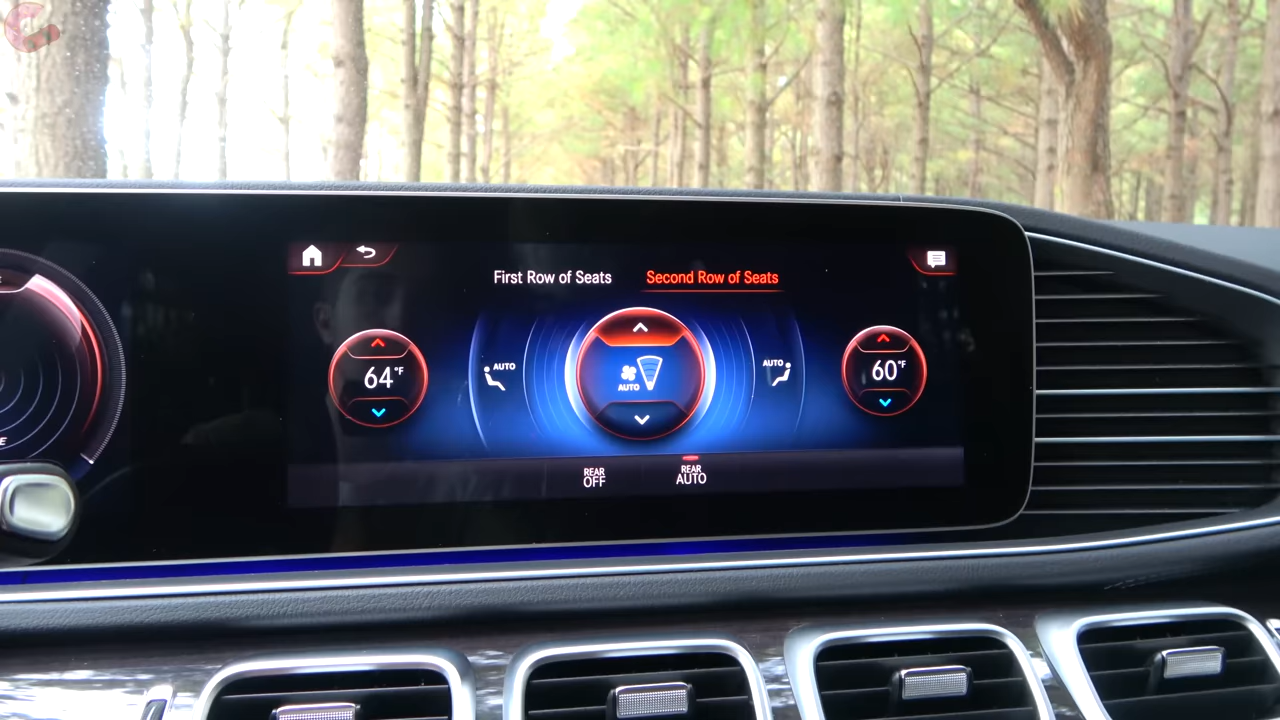 First Row of Seats
Second Row of Seats
64°F
AUTO
AUTO
AUTO
60°F
E
REAR
OFF
REAR
AUTO